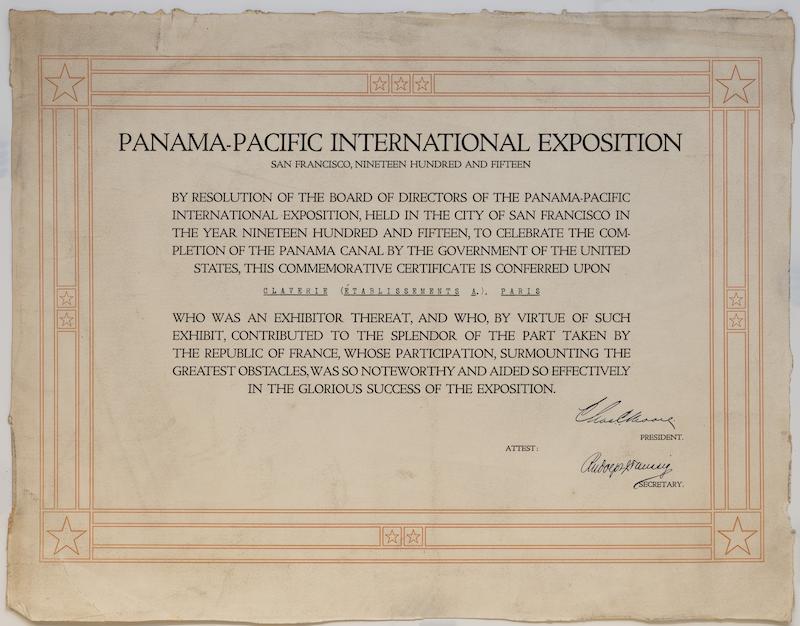 PANAMA-PACIFIC INTERNATIONAL EXPOSITION
SAN FRANCISCO, NINETEEN HUNDRED AND FIFTEEN
BY RESOLUTION OF THE BOARD OF DIRECTORS OF THE PANAMA-PACIFIC
INTERNATIONAL EXPOSITION, HELD IN THE CITY OF SAN FRANCISCO IN
THE YEAR NINETEEN HUNDRED AND FIFTEEN, TO CELEBRATE THE COM-
PLETION OF THE PANAMA CANAL BY THE GOVERNMENT OF THE UNITED
STATES, THIS COMMEMORATIVE CERTIFICATE IS CONFERRED UPON
CLAVERIE (ÉTABLISSEMENTS A.). PARIS
WHO WAS AN EXHIBITOR THEREAT, AND WHO, BY VIRTUE OF SUCH
EXHIBIT, CONTRIBUTED TO THE SPLENDOR OF THE PART TAKEN BY
THE REPUBLIC OF FRANCE, WHOSE PARTICIPATION, SURMOUNTING THE
GREATEST OBSTACLES, WAS SO NOTEWORTHY AND AIDED SO EFFECTIVELY
IN THE GLORIOUS SUCCESS OF THE EXPOSITION.
Chas C Moore
PRESIDENT.
ATTEST:
SECRETARY.